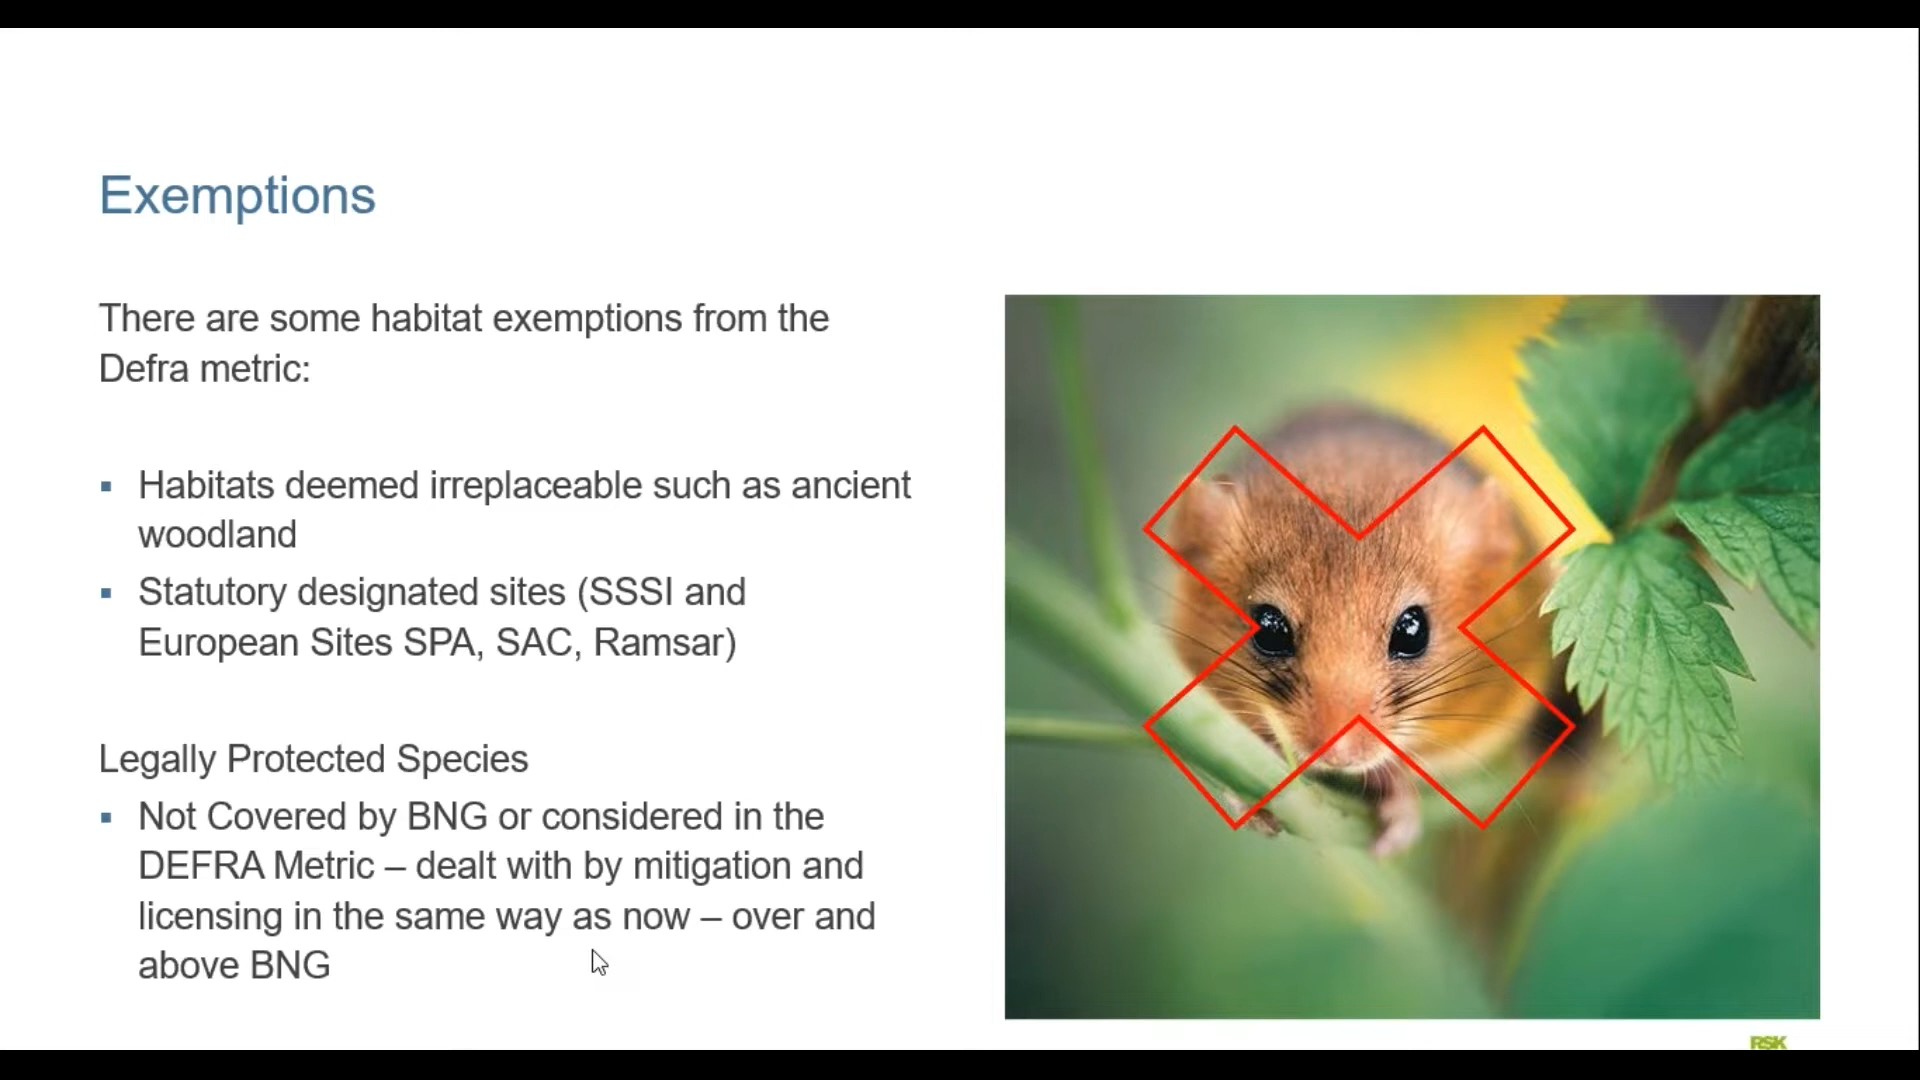 Exemptions
There are some habitat exemptions from the
Defra metric:
Habitats deemed irreplaceable such as ancient
woodland
Statutory designated sites (SSSI and
European Sites SPA, SAC, Ramsar)
Legally Protected Species
Not Covered by BNG or considered in the
DEFRA Metric – dealt with by mitigation and
licensing in the same way as now – over and
above BNG
RSK